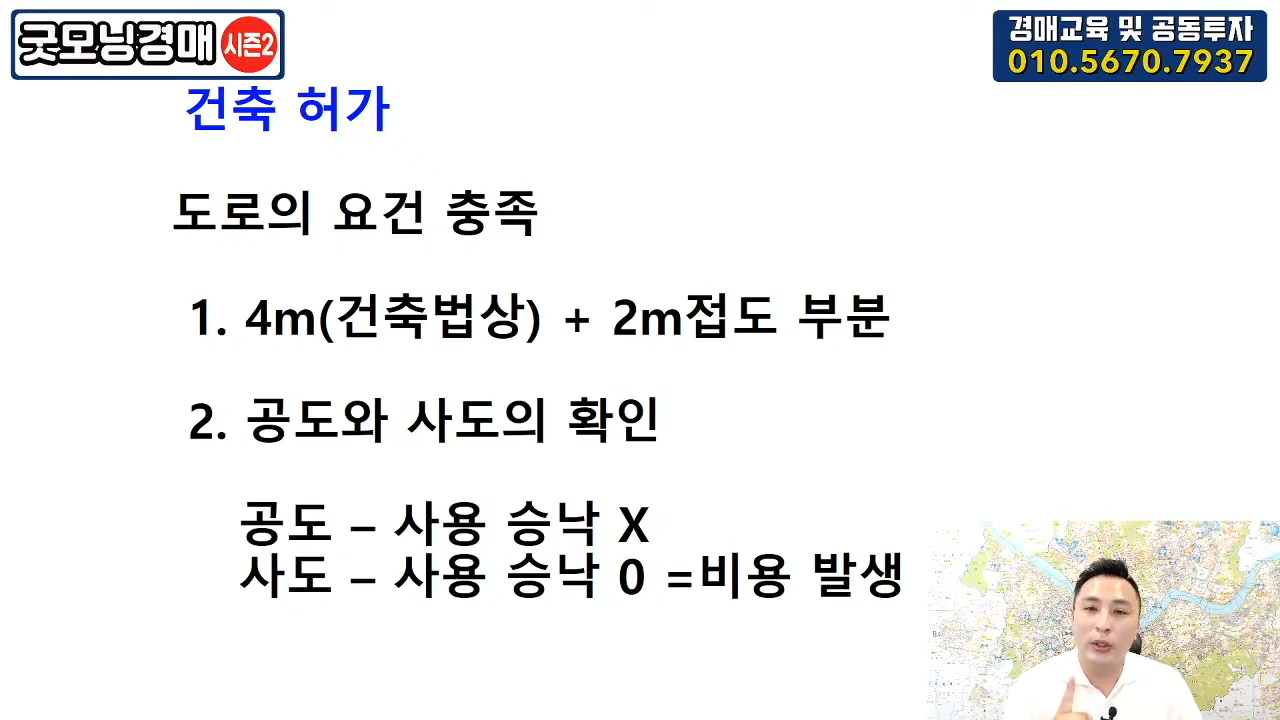 굿모닝경매 시즌2
경매교육 및 공동투자
010.5670.7937
건축 허가
도로의 요건 충족
1. 4m(건축법상) + 2m접도 부분
2. 공도와 사도의 확인
공도 – 사용 승낙 X
사도 – 사용 승낙 0 =비용 발생